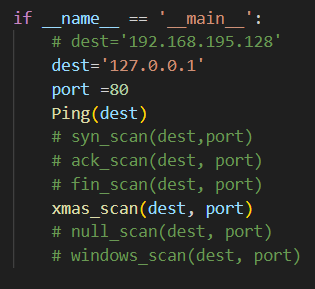 if __name__ == '__main__':
    # dest='192.168.195.128'
    dest='127.0.0.1'
    port =80
    Ping(dest)
    # syn_scan(dest,port)
    # ack_scan(dest, port)
    # fin_scan(dest, port)
    xmas_scan(dest, port)
    # null_scan(dest, port)
    # windows_scan(dest, port)